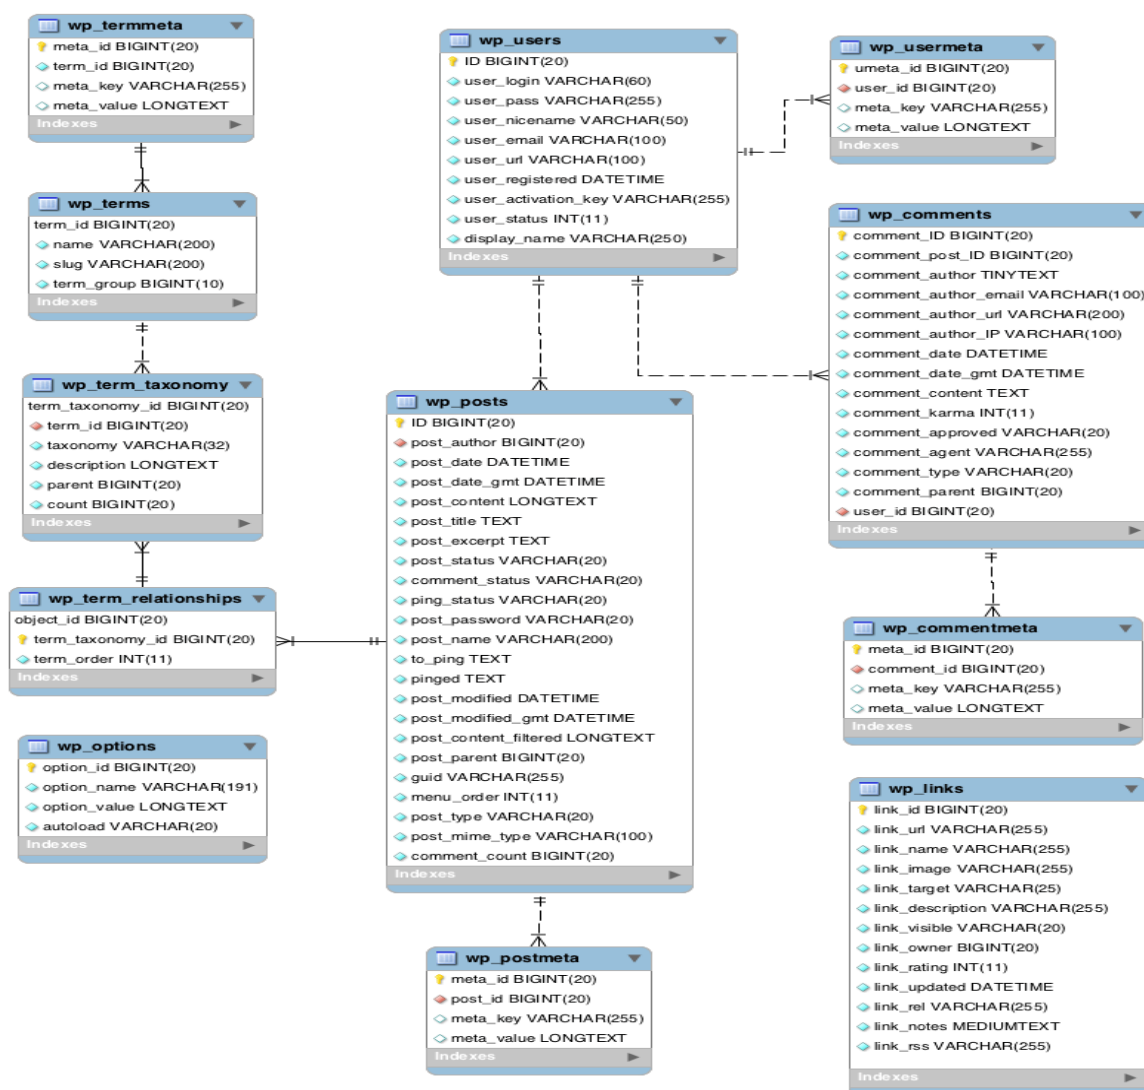 wp_termmeta
meta_id BIGINT(20)
term_id BIGINT(20)
meta_key VARCHAR(255)
meta_value LONGTEXT
Indexes
wp_terms
term_id BIGINT(20)
name VARCHAR(200)
slug VARCHAR(200)
term_group BIGINT(10)
Indexes
wp_term_taxonomy
term_taxonomy_id BIGINT(20)
term_id BIGINT(20)
taxonomy VARCHAR(32)
description LONGTEXT
parent BIGINT(20)
count BIGINT(20)
Indexes
wp_term_relationships
object_id BIGINT(20)
term_taxonomy_id BIGINT(20)
term_order INT(11)
Indexes
wp_options
option_id BIGINT(20)
option_name VARCHAR(191)
option_value LONGTEXT
autoload VARCHAR(20)
Indexes
wp_users
ID BIGINT(20)
user_login VARCHAR(60)
user_pass VARCHAR(255)
user_nicename VARCHAR(50)
user_email VARCHAR(100)
user_url VARCHAR(100)
user_registered DATETIME
user_activation_key VARCHAR(255)
user_status INT(11)
display_name VARCHAR(250)
Indexes
wp_posts
ID BIGINT(20)
post_author BIGINT(20)
post_date DATETIME
post_date_gmt DATETIME
post_content LONGTEXT
post_title TEXT
post_excerpt TEXT
post_status VARCHAR(20)
comment_status VARCHAR(20)
ping_status VARCHAR(20)
post_password VARCHAR(20)
post_name VARCHAR(200)
to_ping TEXT
pinged TEXT
post_modified DATETIME
post_modified_gmt DATETIME
post_content_filtered LONGTEXT
post_parent BIGINT(20)
guid VARCHAR(255)
menu_order INT(11)
post_type VARCHAR(20)
post_mime_type VARCHAR(100)
comment_count BIGINT(20)
Indexes
wp_postmeta
meta_id BIGINT(20)
post_id BIGINT(20)
meta_key VARCHAR(255)
meta_value LONGTEXT
Indexes
wp_usermeta
umeta_id BIGINT(20)
user_id BIGINT(20)
meta_key VARCHAR(255)
meta_value LONGTEXT
Indexes
wp_comments
comment_ID BIGINT(20)
comment_post_ID BIGINT(20)
comment_author TINYTEXT
comment_author_email VARCHAR(100)
comment_author_url VARCHAR(200)
comment_author_IP VARCHAR(100)
comment_date DATETIME
comment_date_gmt DATETIME
comment_content TEXT
comment_karma INT(11)
comment_approved VARCHAR(20)
comment_agent VARCHAR(255)
comment_type VARCHAR(20)
comment_parent BIGINT(20)
user_id BIGINT(20)
Indexes
wp_commentmeta
meta_id BIGINT(20)
comment_id BIGINT(20)
meta_key VARCHAR(255)
meta_value LONGTEXT
Indexes
wp_links
link_id BIGINT(20)
link_url VARCHAR(255)
link_name VARCHAR(255)
link_image VARCHAR(255)
link_target VARCHAR(25)
link_description VARCHAR(255)
link_visible VARCHAR(20)
link_owner BIGINT(20)
link_rating INT(11)
link_updated DATETIME
link_rel VARCHAR(255)
link_notes MEDIUMTEXT
link_rss VARCHAR(255)
Indexes